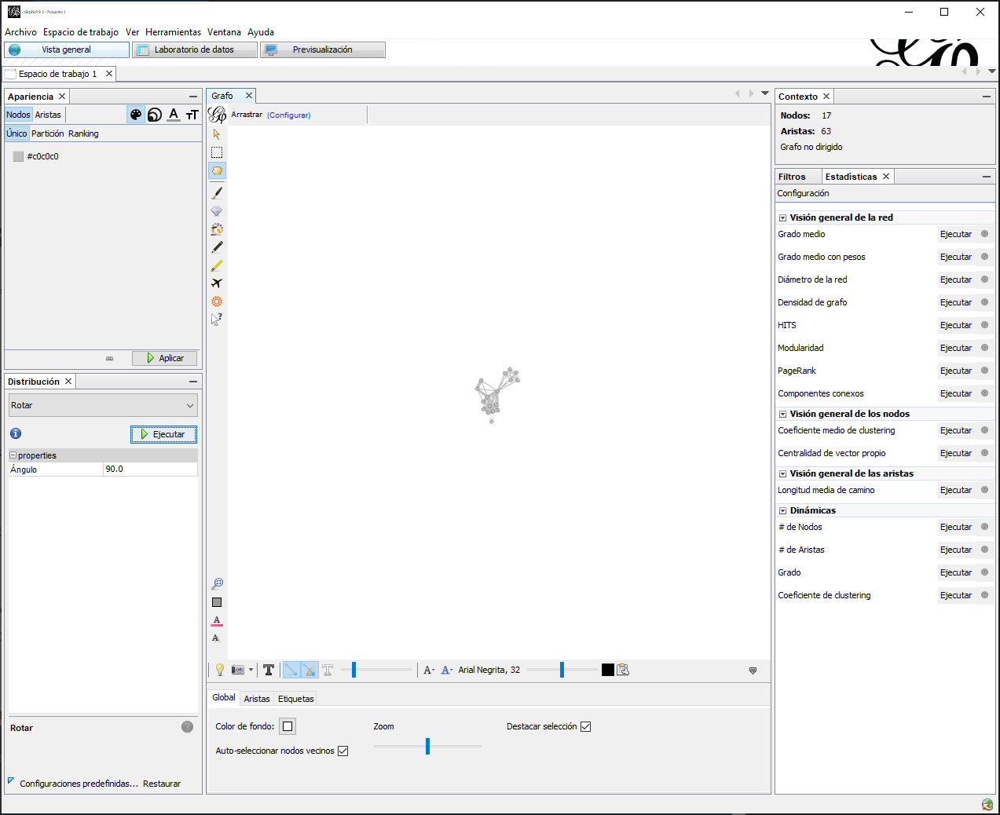 Gephi 0.9.2 - Proyecto 1
Archivo Espacio de trabajo Ver Herramientas Ventana Ayuda
Vista general Laboratorio de datos Previsualización
Espacio de trabajo 1
Apariencia
Nodos Aristas
Único Partición Ranking
#c0c0c0
Aplicar
Distribución
Rotar
Ejecutar
properties
Ángulo 90.0
Rotar
Configuraciones predefinidas... Restaurar
Grafo
Arrastrar (Configurar)
Arial Negrita, 32
Global Aristas Etiquetas
Color de fondo: Zoom Destacar selección
Auto-seleccionar nodos vecinos
Contexto
Nodos: 17
Aristas: 63
Grafo no dirigido
Filtros Estadísticas
Configuración
Visión general de la red
Grado medio Ejecutar
Grado medio con pesos Ejecutar
Diámetro de la red Ejecutar
Densidad de grafo Ejecutar
HITS Ejecutar
Modularidad Ejecutar
PageRank Ejecutar
Componentes conexos Ejecutar
Visión general de los nodos
Coeficiente medio de clustering Ejecutar
Centralidad de vector propio Ejecutar
Visión general de las aristas
Longitud media de camino Ejecutar
Dinámicas
# de Nodos Ejecutar
# de Aristas Ejecutar
Grado Ejecutar
Coeficiente de clustering Ejecutar